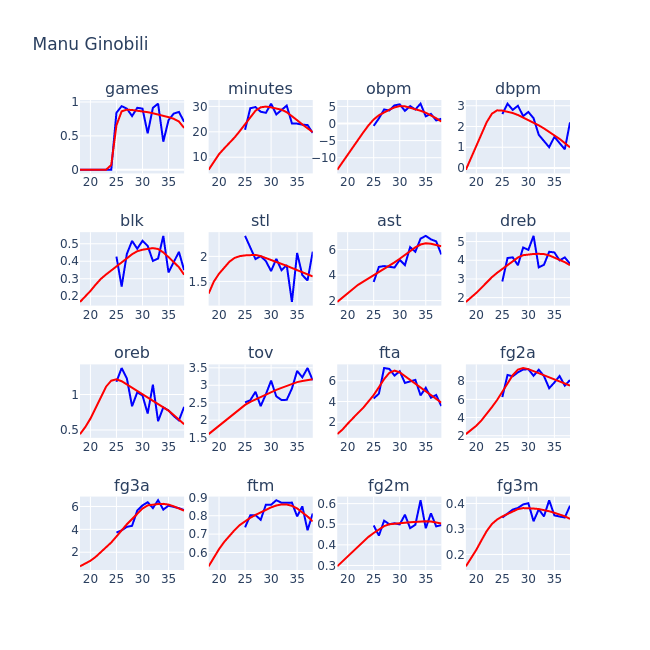 Manu Ginobili
games minutes obpm dbpm
1 0.5 0 30 20 10 5 0 −5 −10 3 2 1 0
20 25 30 35 20 25 30 35 20 25 30 35 20 25 30 35
blk stl ast dreb
0.5 0.4 0.3 0.2 2 1.5 6 4 2 5 4 3 2
20 25 30 35 20 25 30 35 20 25 30 35 20 25 30 35
oreb tov fta fg2a
1 0.5 3.5 3 2.5 2 1.5 6 4 2 8 6 4 2
20 25 30 35 20 25 30 35 20 25 30 35 20 25 30 35
fg3a ftm fg2m fg3m
6 4 2 0.9 0.8 0.7 0.6 0.6 0.5 0.4 0.3 0.4 0.3 0.2
20 25 30 35 20 25 30 35 20 25 30 35 20 25 30 35